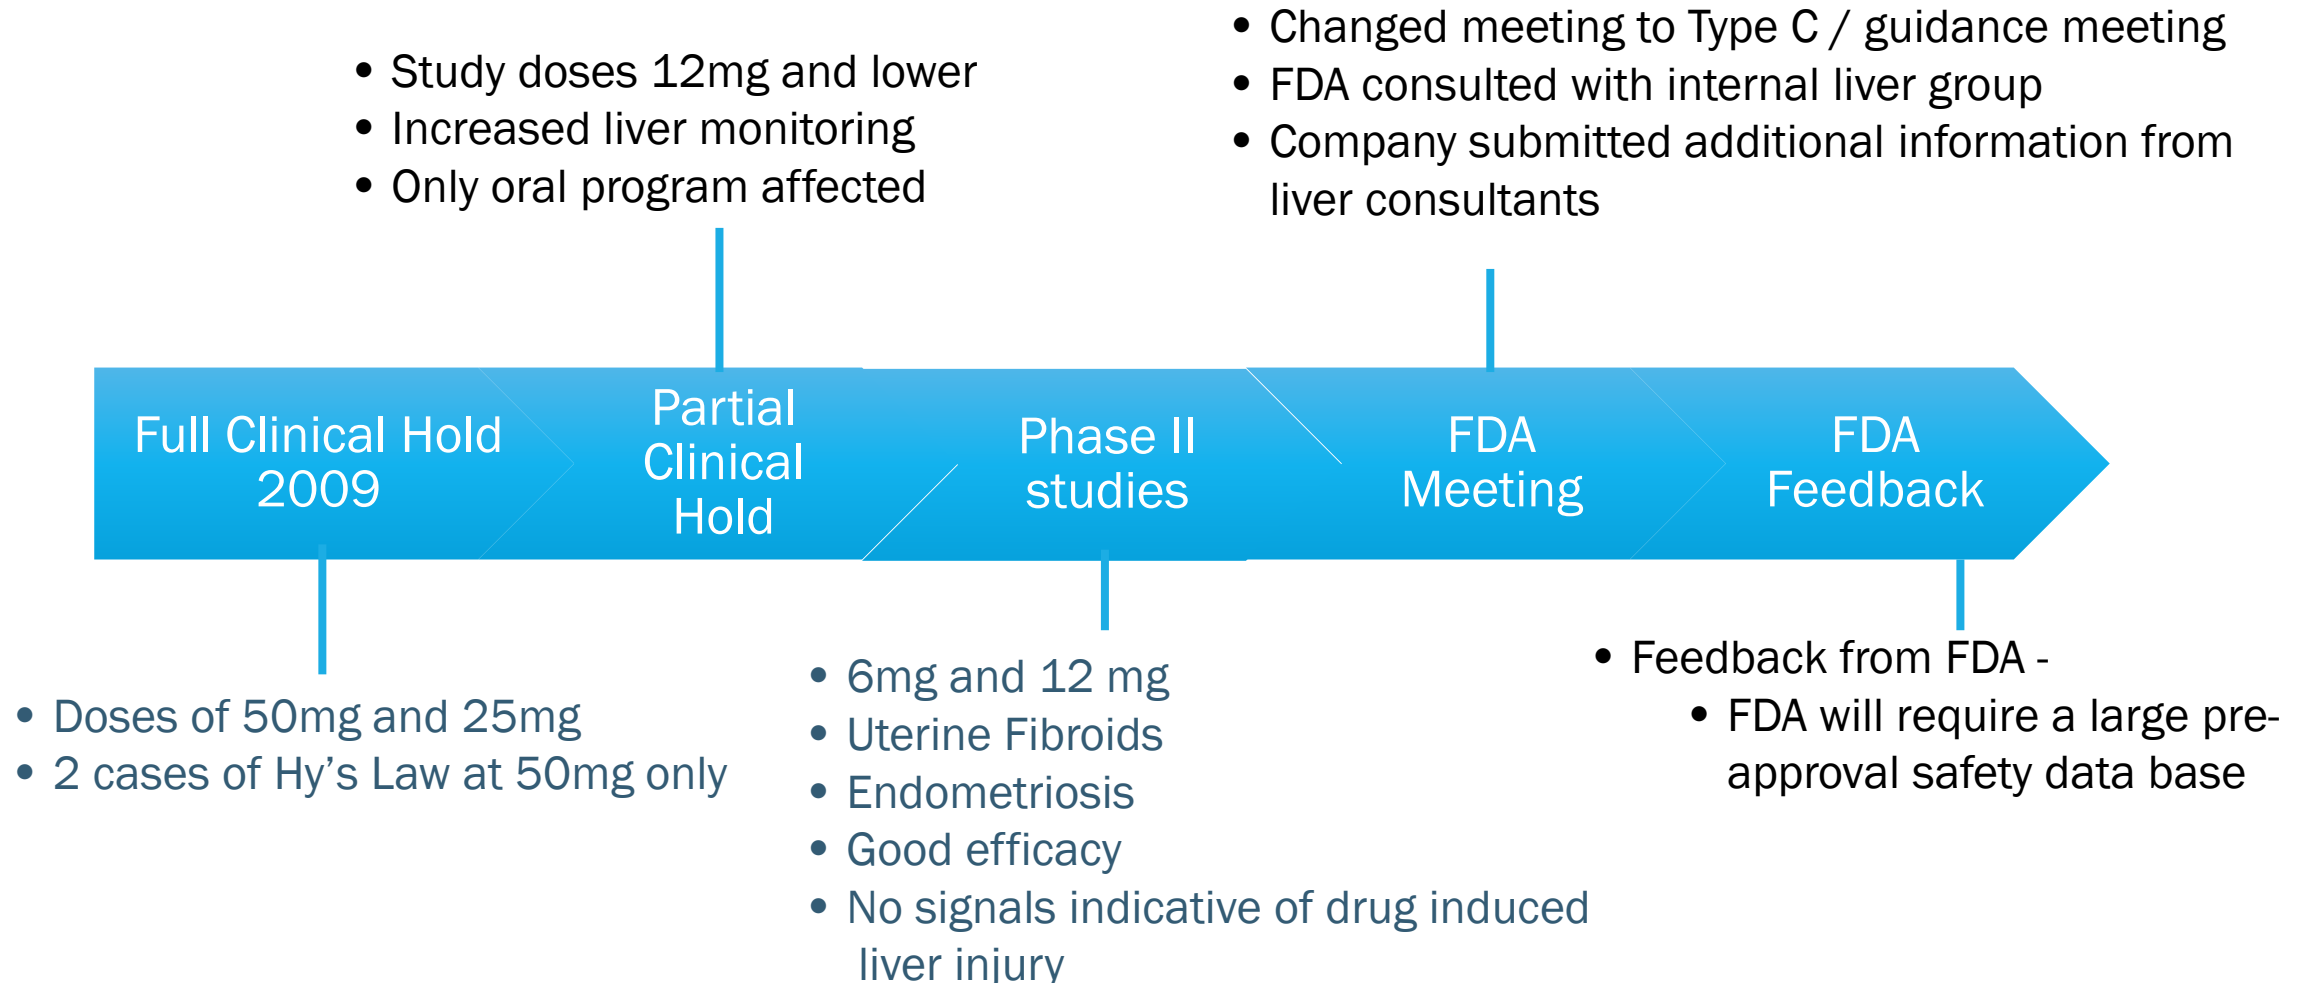 • Study doses 12mg and lower
• Increased liver monitoring
• Only oral program affected
• Changed meeting to Type C / guidance meeting
• FDA consulted with internal liver group
• Company submitted additional information from
liver consultants
Full Clinical Hold
2009
Partial
Clinical
Hold
Phase II
studies
FDA
Meeting
FDA
Feedback
• Doses of 50mg and 25mg
• 2 cases of Hy’s Law at 50mg only
• 6mg and 12 mg
• Uterine Fibroids
• Endometriosis
• Good efficacy
• No signals indicative of drug induced
liver injury
• Feedback from FDA -
• FDA will require a large pre-
approval safety data base